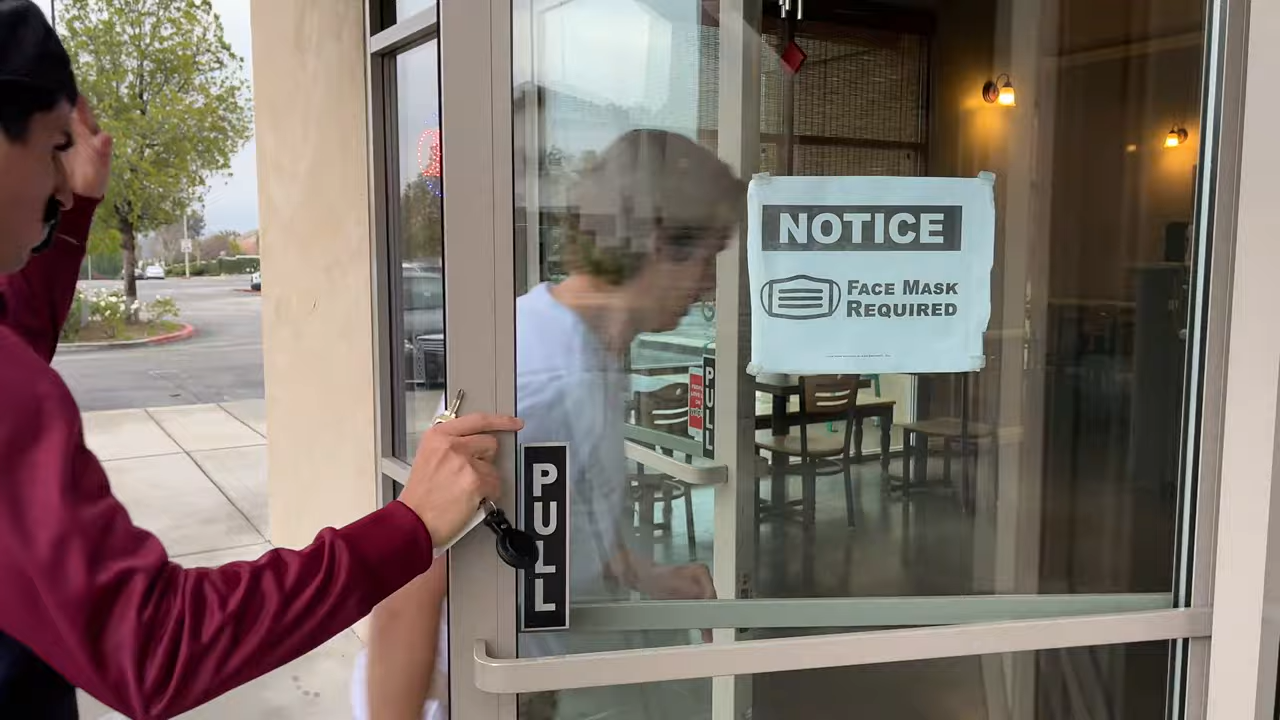 NOTICE
FACE MASK
REQUIRED
PULL
PULL